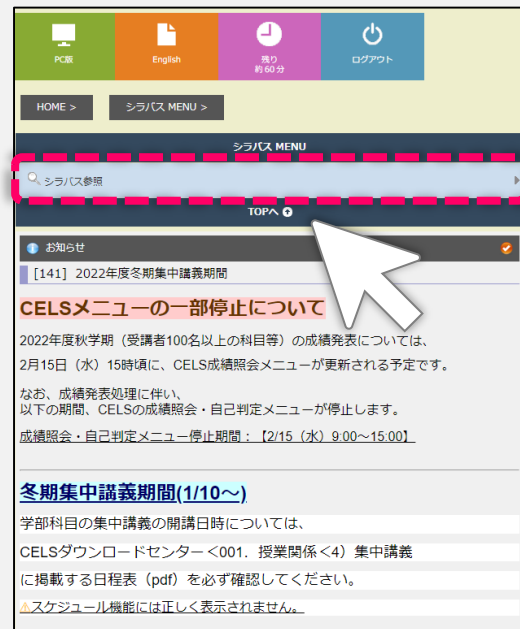 PC版
English
残り
約60分
ログアウト
HOME >
シラバス MENU >
シラバス MENU
シラバス参照
TOPへ
お知らせ
[141] 2022年度冬期集中講義期間
CELSメニューの一部停止について
2022年度秋学期（受講者100名以上の科目等）の成績発表については、
2月15日（水）15時頃に、CELS成績照会メニューが更新される予定です。
なお、成績発表処理に伴い、
以下の期間、CELSの成績照会・自己判定メニューが停止します。
成績照会・自己判定メニュー停止期間：【2/15（水）9:00～15:00】
冬期集中講義期間(1/10～)
学部科目の集中講義の開講日時については、
CELSダウンロードセンター＜001．授業関係＜4）集中講義
に掲載する日程表（pdf）を必ず確認してください。
⚠スケジュール機能には正しく表示されません。